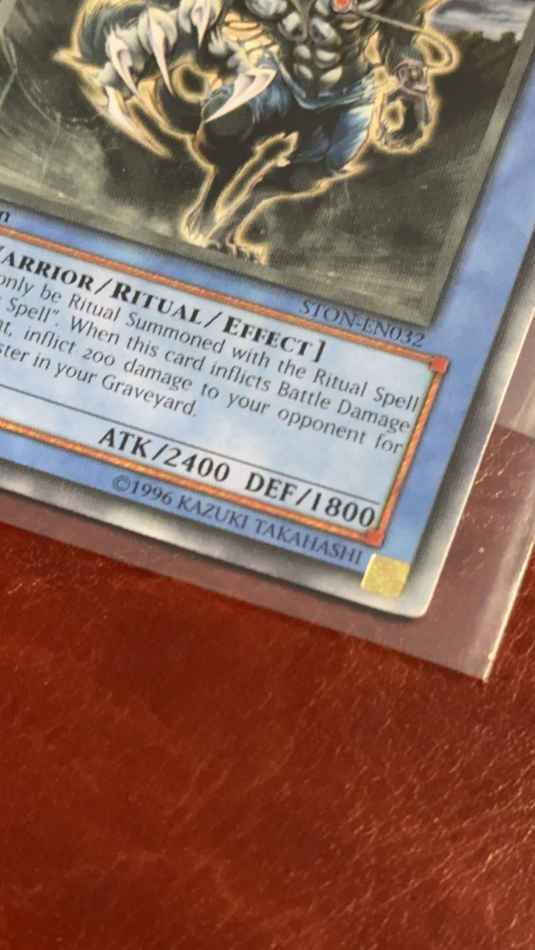 n
STON-EN032
ARRIOR/RITUAL/EFFECT]
only be Ritual Summoned with the Ritual Spell
Spell". When this card inflicts Battle Damage
t, inflict 200 damage to your opponent for
ster in your Graveyard.
ATK/2400 DEF/1800
©1996 KAZUKI TAKAHASHI